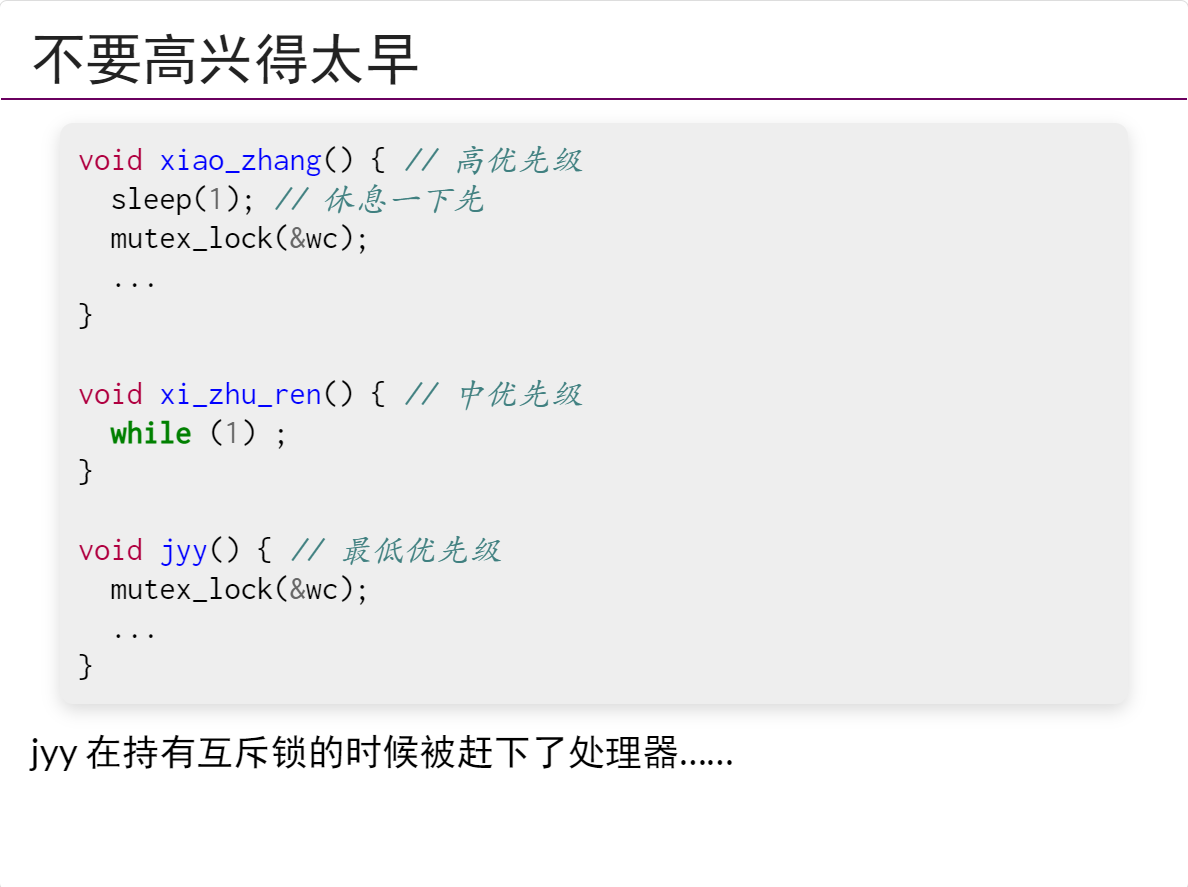 不要高兴得太早
void xiao_zhang() { // 高优先级
  sleep(1); // 休息一下先
  mutex_lock(&wc);
  ...
}
void xi_zhu_ren() { // 中优先级
  while (1) ;
}
void jyy() { // 最低优先级
  mutex_lock(&wc);
  ...
}
jyy 在持有互斥锁的时候被赶下了处理器......